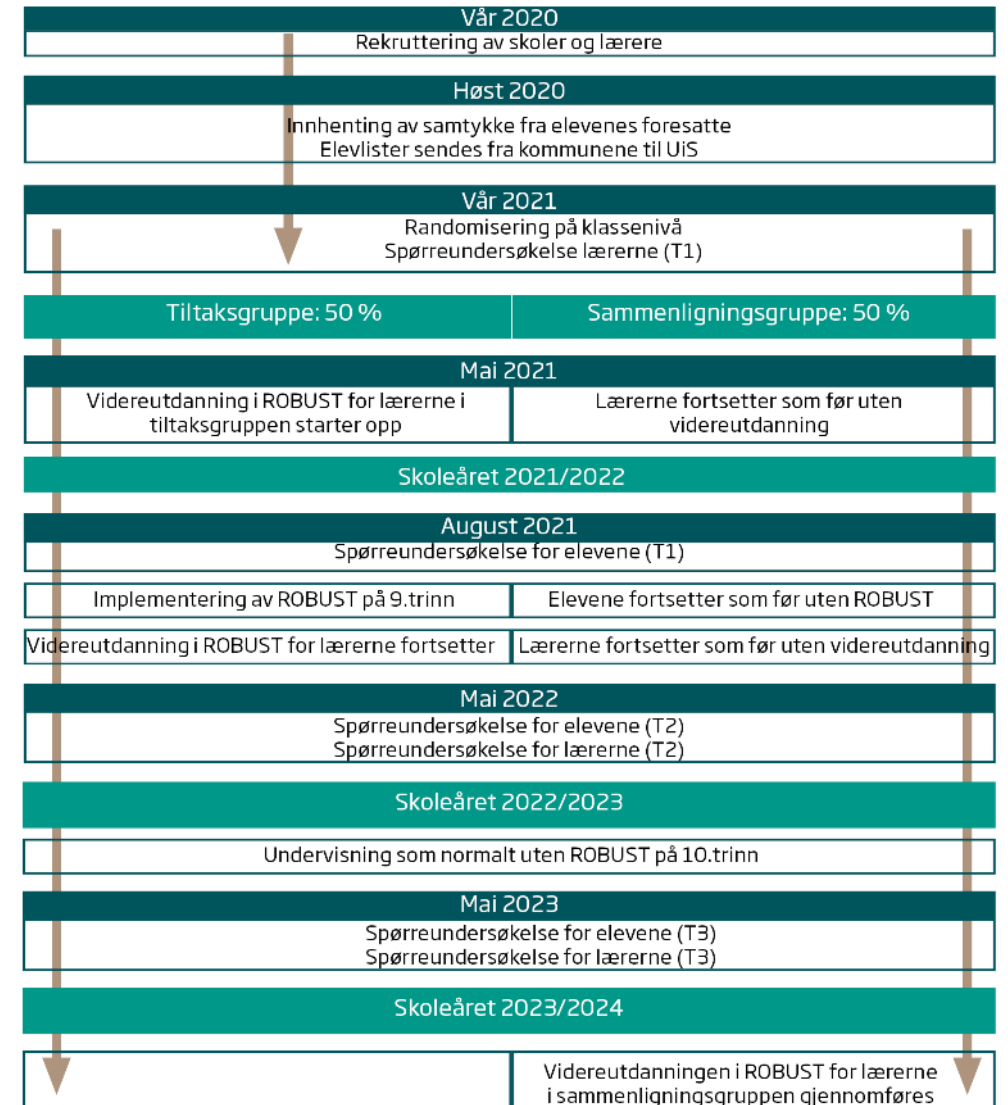 Vår 2020
Rekruttering av skoler og lærere
Høst 2020
Innhenting av samtykke fra elevenes foresatte
Elevlister sendes fra kommunene til UiS
Vår 2021
Randomisering på klassenivå
Spørreundersøkelse lærerne (T1)
Tiltaksgruppe: 50 %
Sammenligningsgruppe: 50 %
Mai 2021
Videreutdanning i ROBUST for lærerne i
tiltaksgruppen starter opp
Lærerne fortsetter som før uten
videreutdanning
Skoleåret 2021/2022
August 2021
Spørreundersøkelse for elevene (T1)
Implementering av ROBUST på 9.trinn
Elevene fortsetter som før uten ROBUST
Videreutdanning i ROBUST for lærerne fortsetter
Lærerne fortsetter som før uten videreutdanning
Mai 2022
Spørreundersøkelse for elevene (T2)
Spørreundersøkelse for lærerne (T2)
Skoleåret 2022/2023
Undervisning som normalt uten ROBUST på 10.trinn
Mai 2023
Spørreundersøkelse for elevene (T3)
Spørreundersøkelse for lærerne (T3)
Skoleåret 2023/2024
Videreutdanningen i ROBUST for lærerne
i sammenligningsgruppen gjennomføres